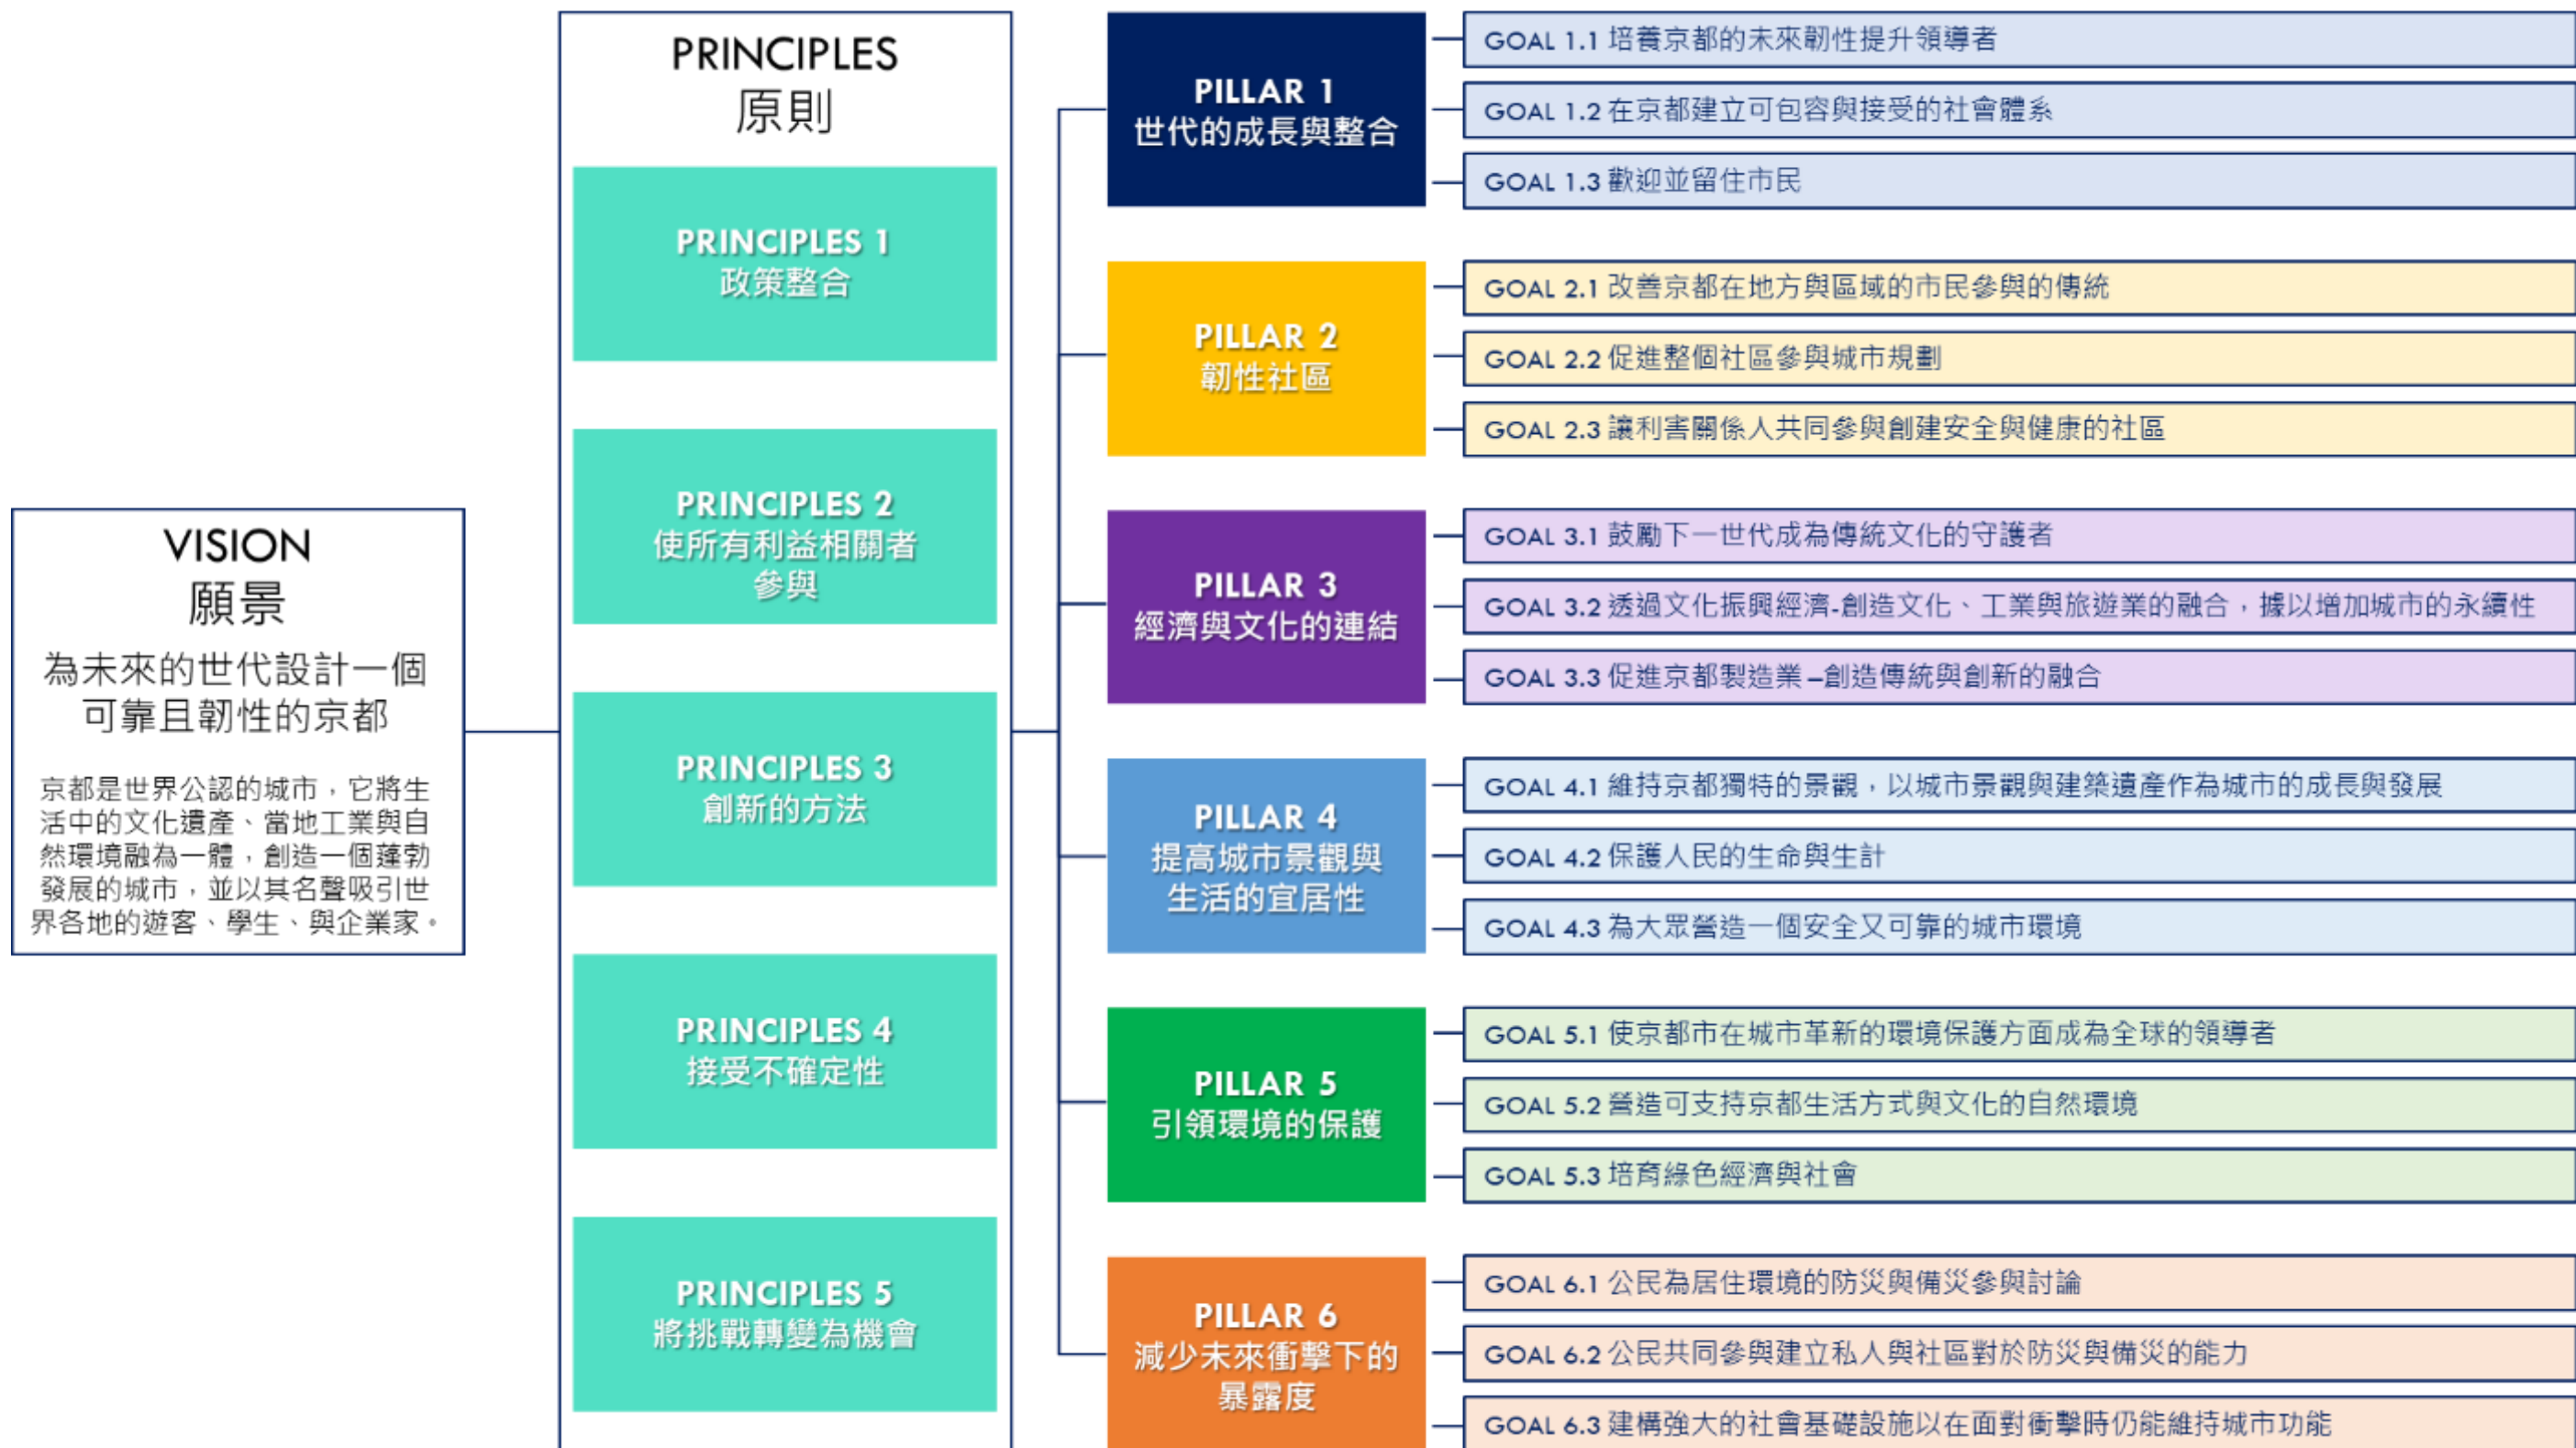 VISION
願景
為未來的世代設計一個
可靠且韌性的京都
京都是世界公認的城市，它將生
活中的文化遺產、當地工業與自
然環境融為一體，創造一個蓬勃
發展的城市，並以其名聲吸引世
界各地的遊客、學生、與企業家。
PRINCIPLES
原則
PRINCIPLES 1
政策整合
PRINCIPLES 2
使所有利益相關者
參與
PRINCIPLES 3
創新的方法
PRINCIPLES 4
接受不確定性
PRINCIPLES 5
將挑戰轉變為機會
PILLAR 1
世代的成長與整合
GOAL 1.1 培養京都的未來韌性提升領導者
GOAL 1.2 在京都建立可包容與接受的社會體系
GOAL 1.3 歡迎並留住市民
PILLAR 2
韌性社區
GOAL 2.1 改善京都在地方與區域的市民參與的傳統
GOAL 2.2 促進整個社區參與城市規劃
GOAL 2.3 讓利害關係人共同參與創建安全與健康的社區
PILLAR 3
經濟與文化的連結
GOAL 3.1 鼓勵下一世代成為傳統文化的守護者
GOAL 3.2 透過文化振興經濟-創造文化、工業與旅遊業的融合，據以增加城市的永續性
GOAL 3.3 促進京都製造業–創造傳統與創新的融合
PILLAR 4
提高城市景觀與
生活的宜居性
GOAL 4.1 維持京都獨特的景觀，以城市景觀與建築遺產作為城市的成長與發展
GOAL 4.2 保護人民的生命與生計
GOAL 4.3 為大眾營造一個安全又可靠的城市環境
PILLAR 5
引領環境的保護
GOAL 5.1 使京都市在城市革新的環境保護方面成為全球的領導者
GOAL 5.2 營造可支持京都生活方式與文化的自然環境
GOAL 5.3 培育綠色經濟與社會
PILLAR 6
減少未來衝擊下的
暴露度
GOAL 6.1 公民為居住環境的防災與備災參與討論
GOAL 6.2 公民共同參與建立私人與社區對於防災與備災的能力
GOAL 6.3 建構強大的社會基礎設施以在面對衝擊時仍能維持城市功能